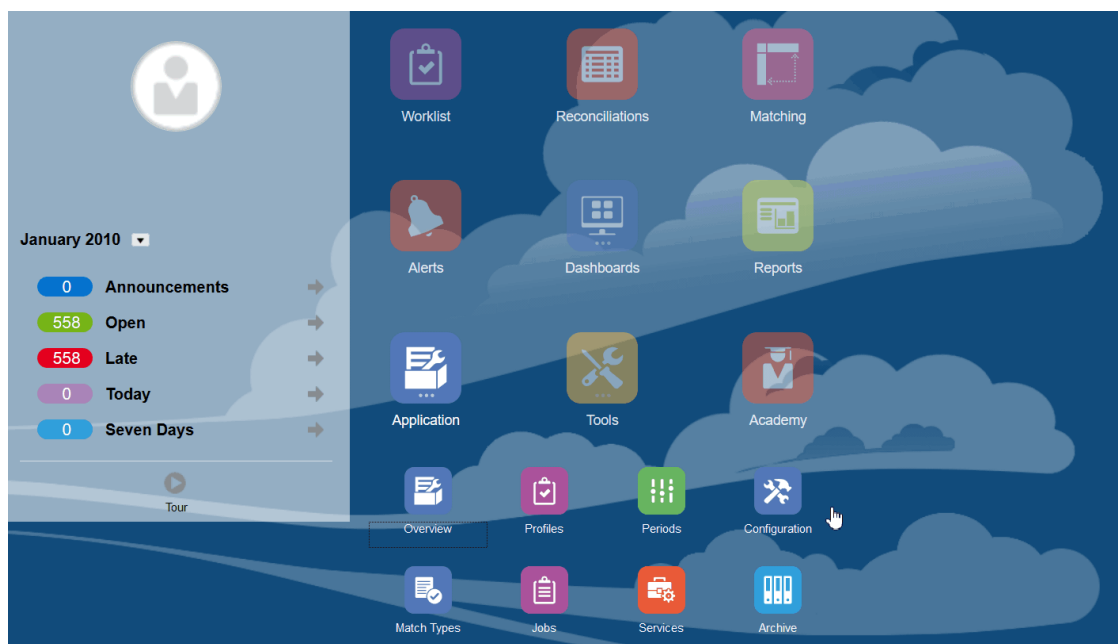 Worklist
Reconciliations
Matching
Alerts
Dashboards
Reports
January 2010
0 Announcements
558 Open
558 Late
0 Today
0 Seven Days
Tour
Application
Tools
Academy
Overview
Profiles
Periods
Configuration
Match Types
Jobs
Services
Archive